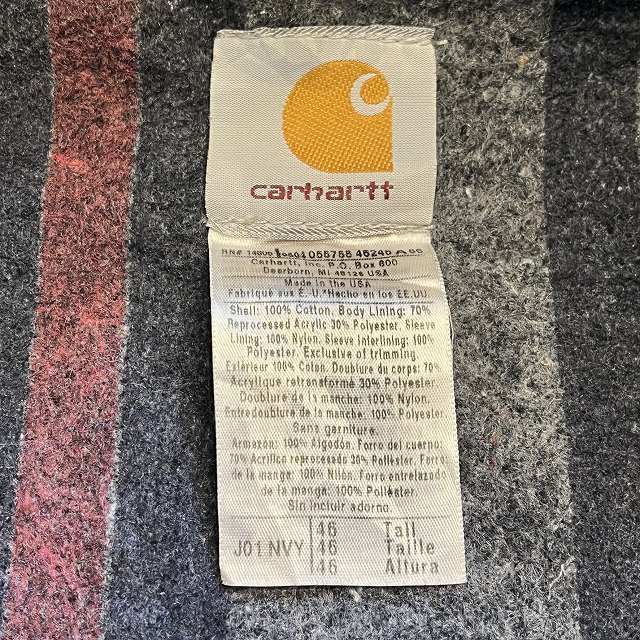 carhartt
RN# 14806 0604 055758 46246
Carhartt, Inc. P.O. Box 600
Dearborn, MI 48126 USA
Made in the USA
Fabriqué aux É.-U.*Hecho en los EE.UU.
Shell: 100% Cotton. Body Lining: 70%
Reprocessed Acrylic 30% Polyester. Sleeve
Lining: 100% Nylon. Sleeve Interlining: 100%
Polyester. Exclusive of trimming.
Extérieur 100% Coton. Doublure du corps: 70%
Acrylique retransformé 30% Polyester.
Doublure de la manche: 100% Nylon.
Entredoublure de la manche: 100% Polyester.
Sans garniture.
Armazón: 100% Algodón. Forro del cuerpo:
70% Acrílico reprocesado 30% Poliéster. Forro
de la manga: 100% Nilón. Forro entrelazado
de la manga: 100% Poliéster.
Sin incluir adorno.
46 Tall
J01 NVY 46 Taille
46 Altura